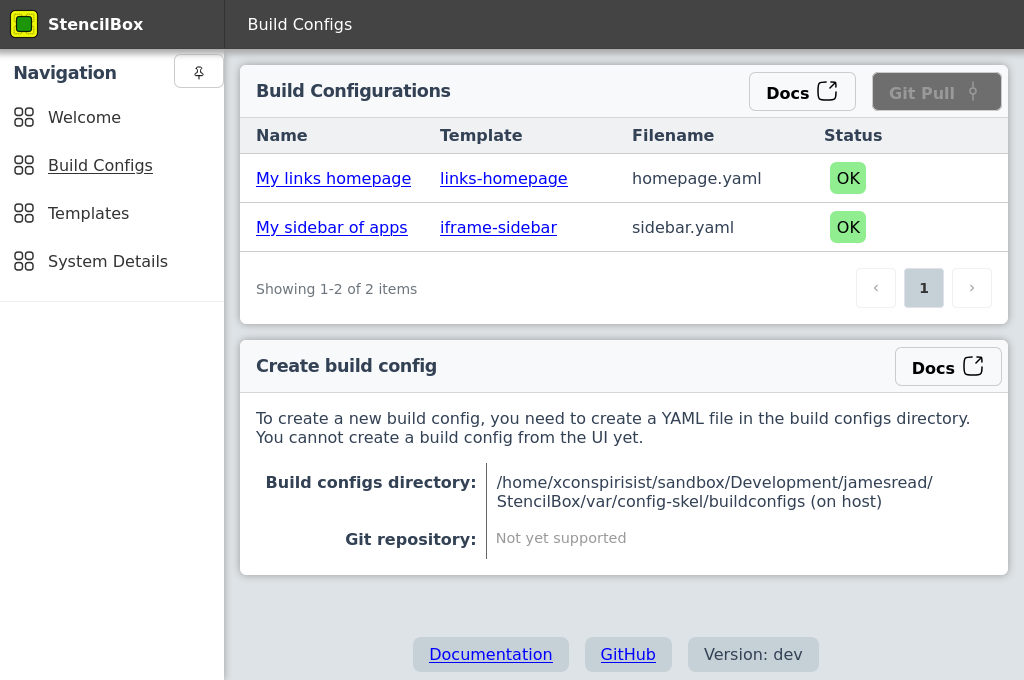 StencilBox
Build Configs
Navigation
Welcome
Build Configs
Templates
System Details
Build Configurations
Docs
Git Pull
Name Template Filename Status
My links homepage links-homepage homepage.yaml OK
My sidebar of apps iframe-sidebar sidebar.yaml OK
Showing 1-2 of 2 items
‹ 1 ›
Create build config
Docs
To create a new build config, you need to create a YAML file in the build configs directory.
You cannot create a build config from the UI yet.
Build configs directory: /home/xconspirisist/sandbox/Development/jamesread/
StencilBox/var/config-skel/buildconfigs (on host)
Git repository: Not yet supported
Documentation GitHub Version: dev